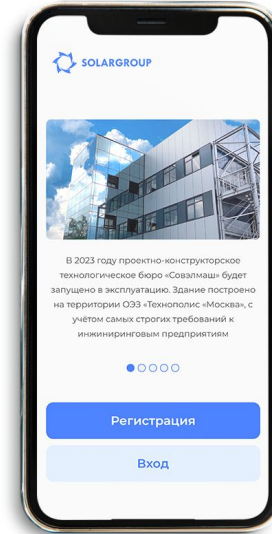 SOLARGROUP
В 2023 году проектно-конструкторское
технологическое бюро «Совэлмаш» будет
запущено в эксплуатацию. Здание построено
на территории ОЭЗ «Технополис «Москва», с
учётом самых строгих требований к
инжиниринговым предприятиям
Регистрация
Вход